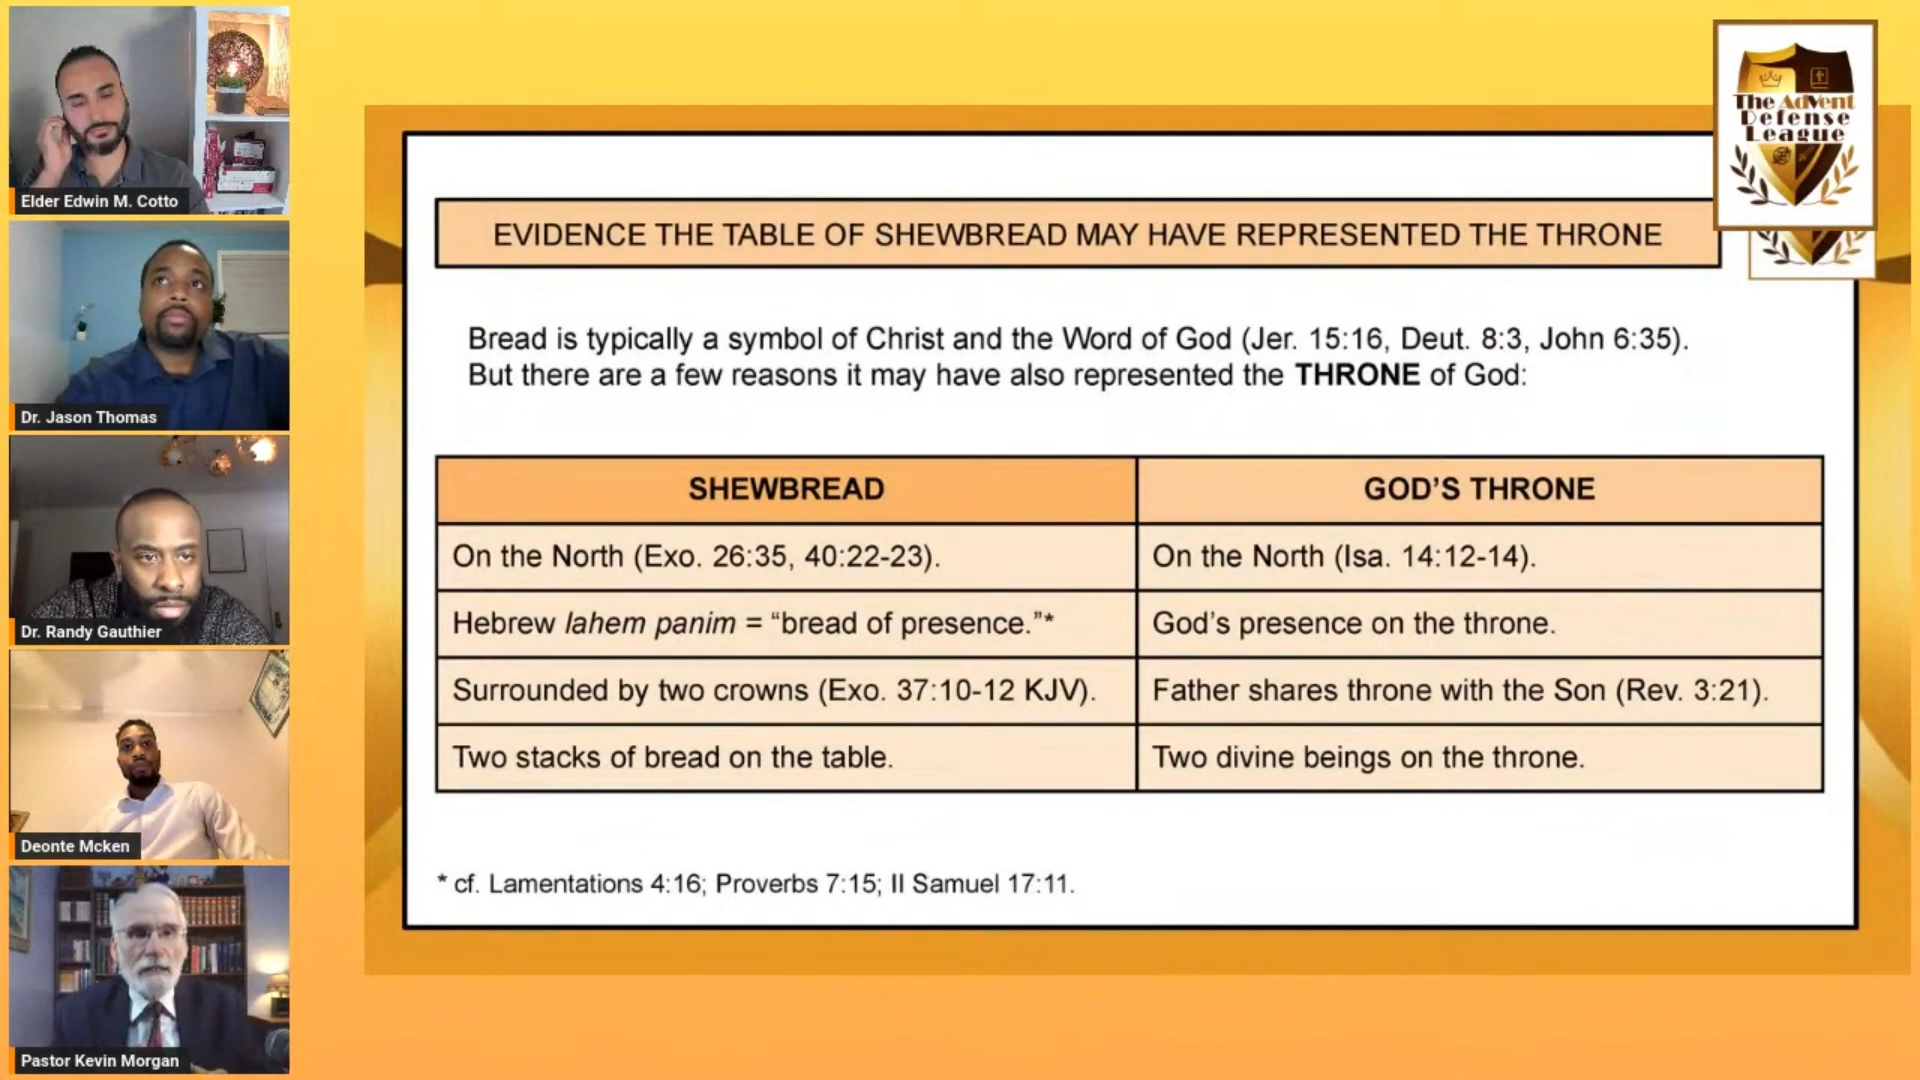 Elder Edwin M. Cotto
Dr. Jason Thomas
Dr. Randy Gauthier
Deonte Mcken
Pastor Kevin Morgan
The Advent
Defense
League
EVIDENCE THE TABLE OF SHEWBREAD MAY HAVE REPRESENTED THE THRONE
Bread is typically a symbol of Christ and the Word of God (Jer. 15:16, Deut. 8:3, John 6:35).
But there are a few reasons it may have also represented the THRONE of God:
SHEWBREAD
GOD'S THRONE
On the North (Exo. 26:35, 40:22-23).
On the North (Isa. 14:12-14).
Hebrew lahem panim = “bread of presence.”*
God's presence on the throne.
Surrounded by two crowns (Exo. 37:10-12 KJV).
Father shares throne with the Son (Rev. 3:21).
Two stacks of bread on the table.
Two divine beings on the throne.
* cf. Lamentations 4:16; Proverbs 7:15; II Samuel 17:11.